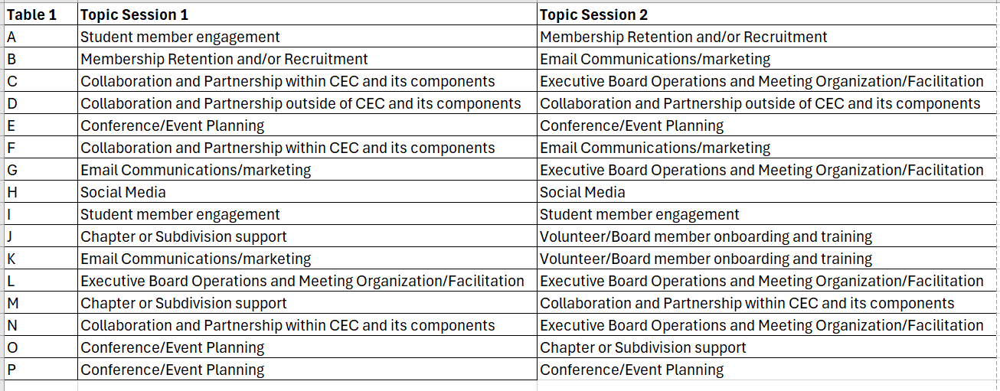 Table 1 Topic Session 1 Topic Session 2
A Student member engagement Membership Retention and/or Recruitment
B Membership Retention and/or Recruitment Email Communications/marketing
C Collaboration and Partnership within CEC and its components Executive Board Operations and Meeting Organization/Facilitation
D Collaboration and Partnership outside of CEC and its components Collaboration and Partnership outside of CEC and its components
E Conference/Event Planning Conference/Event Planning
F Collaboration and Partnership within CEC and its components Email Communications/marketing
G Email Communications/marketing Executive Board Operations and Meeting Organization/Facilitation
H Social Media Social Media
I Student member engagement Student member engagement
J Chapter or Subdivision support Volunteer/Board member onboarding and training
K Email Communications/marketing Volunteer/Board member onboarding and training
L Executive Board Operations and Meeting Organization/Facilitation Executive Board Operations and Meeting Organization/Facilitation
M Chapter or Subdivision support Collaboration and Partnership within CEC and its components
N Collaboration and Partnership within CEC and its components Executive Board Operations and Meeting Organization/Facilitation
O Conference/Event Planning Chapter or Subdivision support
P Conference/Event Planning Conference/Event Planning